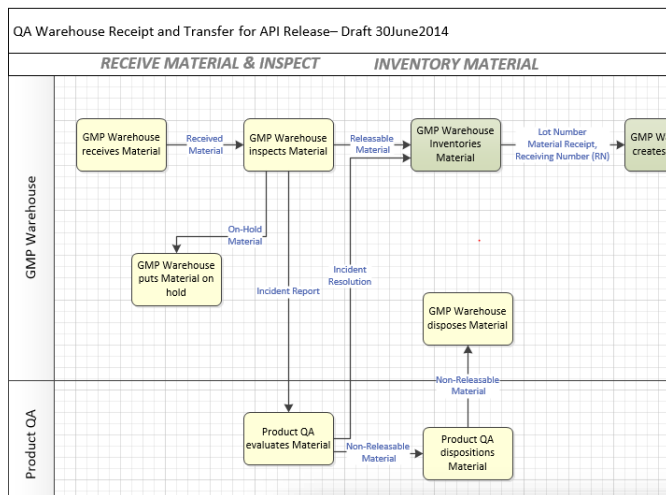 QA Warehouse Receipt and Transfer for API Release– Draft 30June2014
RECEIVE MATERIAL & INSPECT
INVENTORY MATERIAL
GMP Warehouse
GMP Warehouse
receives Material
Received
Material
GMP Warehouse
inspects Material
Releasable
Material
GMP Warehouse
Inventories
Material
Lot Number
Material Receipt,
Receiving Number (RN)
GMP W
creates
On-Hold
Material
GMP Warehouse
puts Material on
hold
Incident Report
Incident
Resolution
GMP Warehouse
disposes Material
Non-Releasable
Material
Product QA
Product QA
evaluates Material
Non-Releasable
Material
Product QA
dispositions
Material